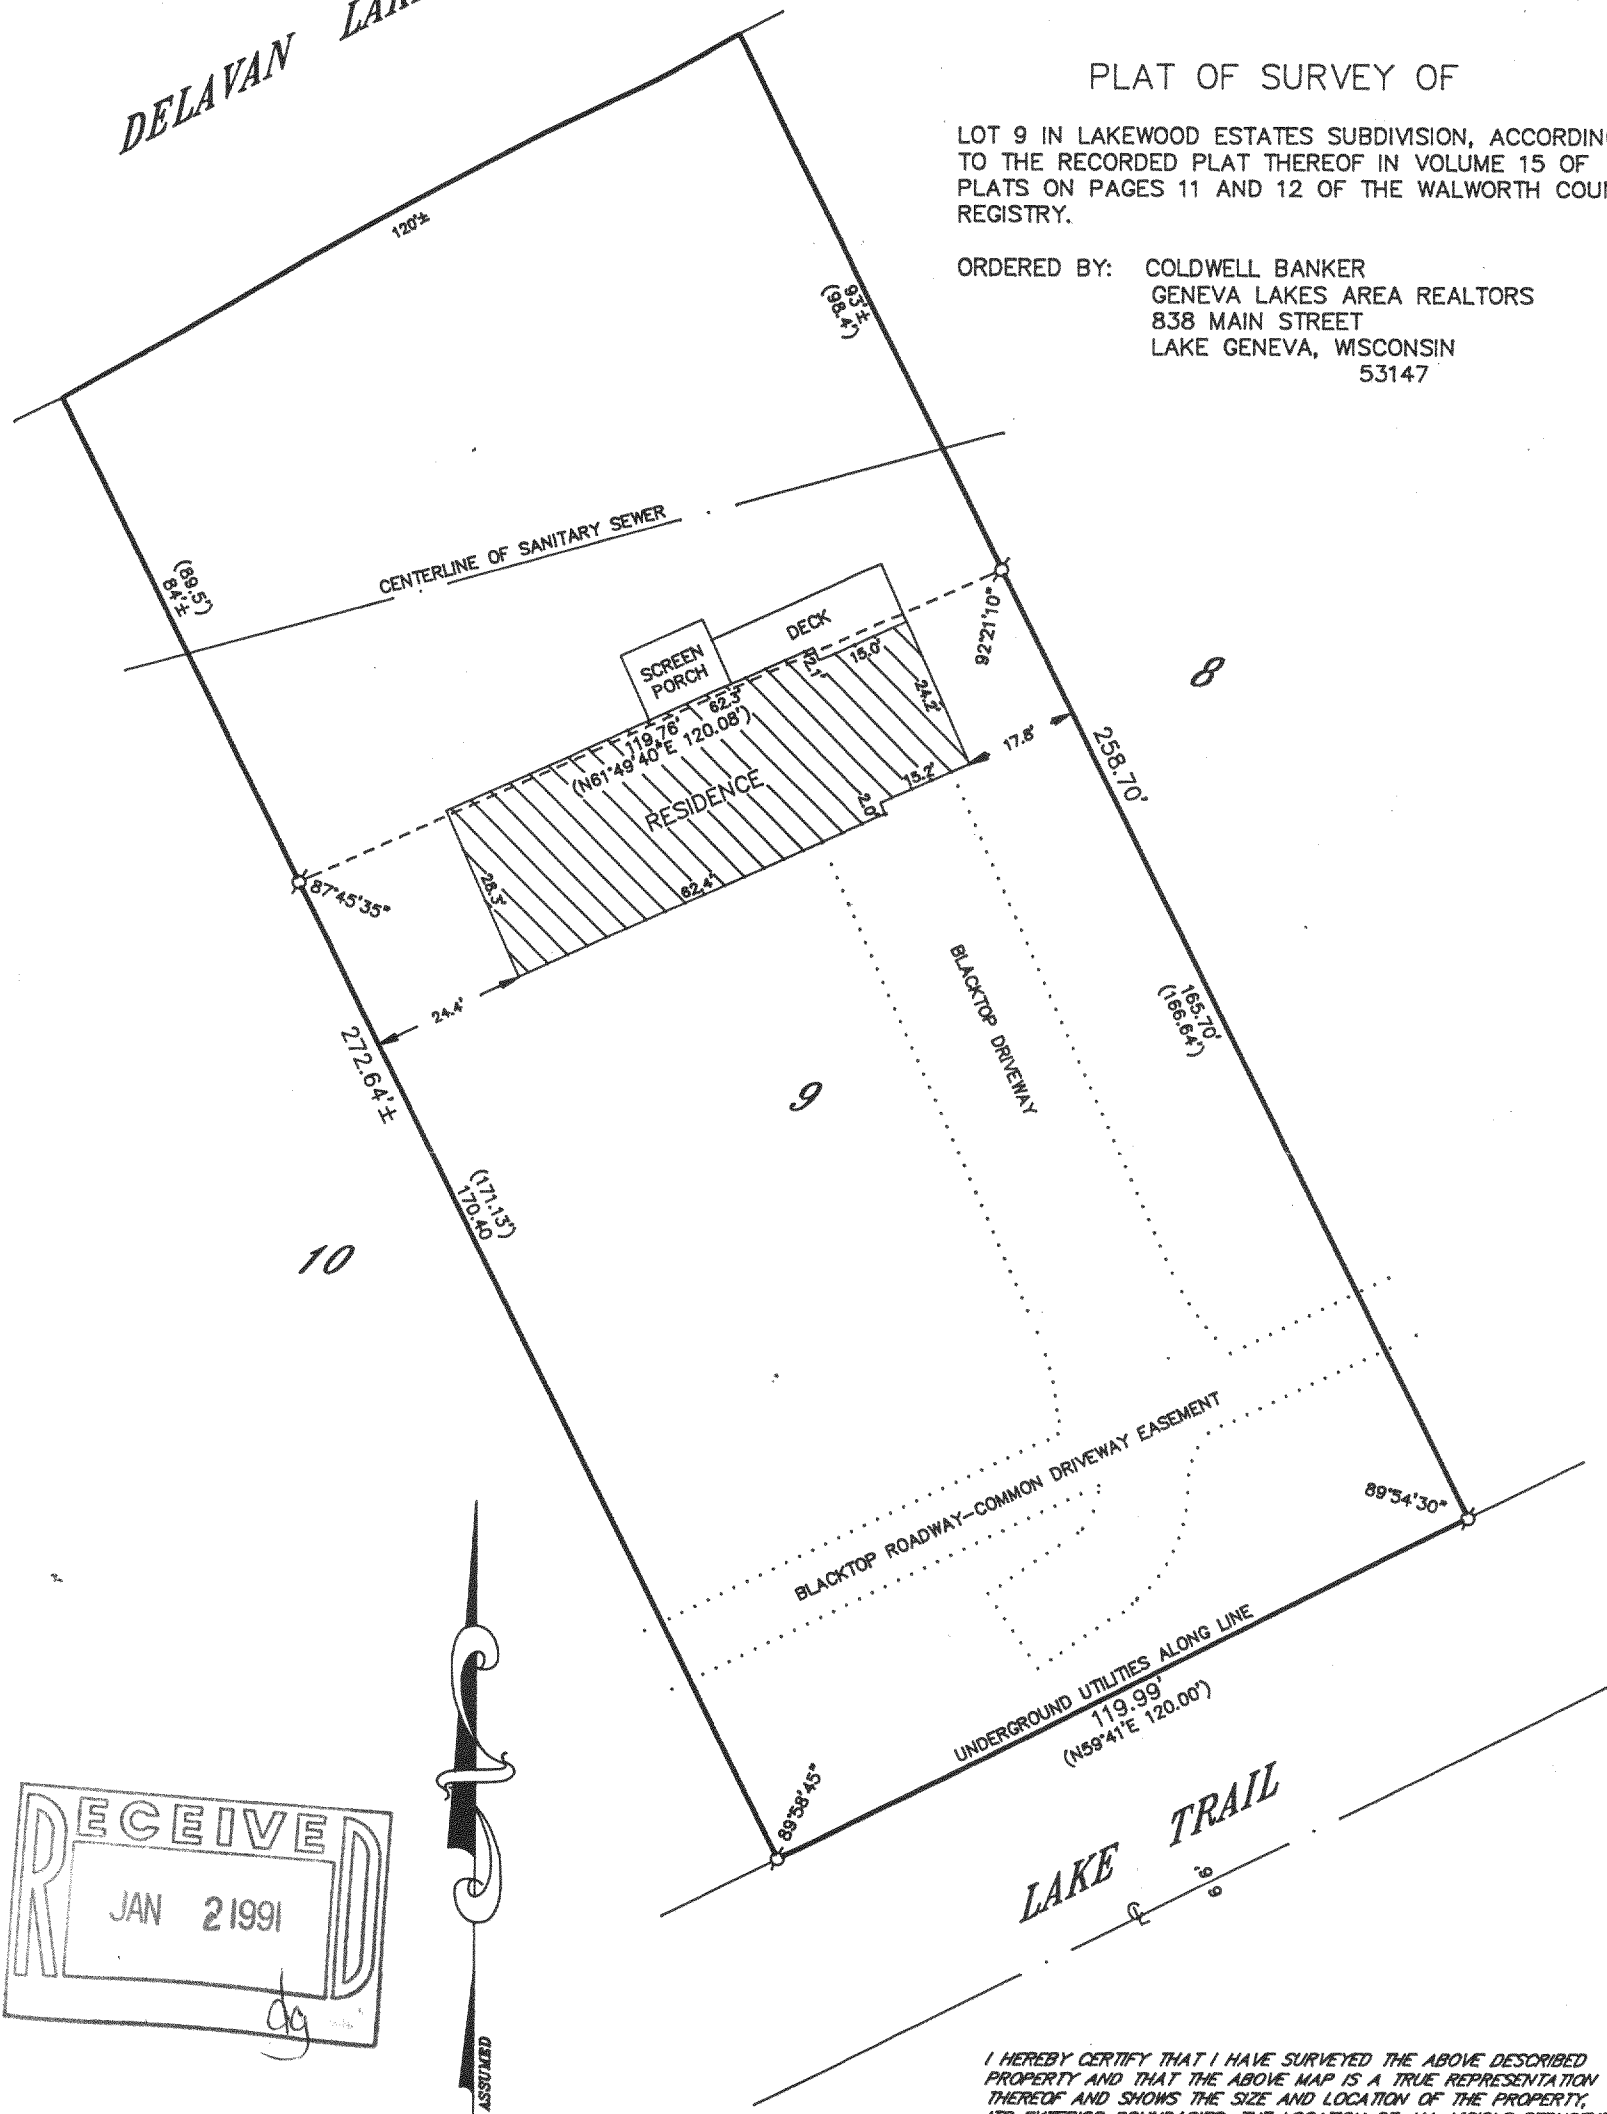 DELAVAN
PLAT OF SURVEY OF
LOT 9 IN LAKEWOOD ESTATES SUBDIVISION,
TO THE RECORDED PLAT THEREOF IN VOLUME 15 OF
PLATS ON PAGES 11 AND 12 OF THE WALWORTH
REGISTRY.
ORDERED BY: COLDWELL BANKER
GENEVA LAKES AREA REALTORS
838 MAIN STREET
LAKE GENEVA, WISCONSIN
53147
120'±
93'±
(98.4')
CENTERLINE OF SANITARY SEWER
(89.5')
84'±
SCREEN
PORCH
DECK
92°21'10"
8
2.1'
15.0'
24.2'
62.3'
119.76'
(N61°49'40"E 120.08')
RESIDENCE
17.8'
258.70'
15.2'
2.0'
62.4'
28.3'
87°45'35"
24.4'
272.64'±
BLACKTOP DRIVEWAY
165.70'
(166.64')
9
(171.13')
170.40
10
BLACKTOP ROADWAY-COMMON DRIVEWAY EASEMENT
89°54'30"
UNDERGROUND UTILITIES ALONG LINE
119.99'
(N59°41'E 120.00')
89°58'45"
LAKE TRAIL
66'
RECEIVED
JAN 2 1991
dg
ASSUMED
I HEREBY CERTIFY THAT I HAVE SURVEYED THE ABOVE DESCRIBED
PROPERTY AND THAT THE ABOVE MAP IS A TRUE REPRESENTATION
THEREOF AND SHOWS THE SIZE AND LOCATION OF THE PROPERTY,